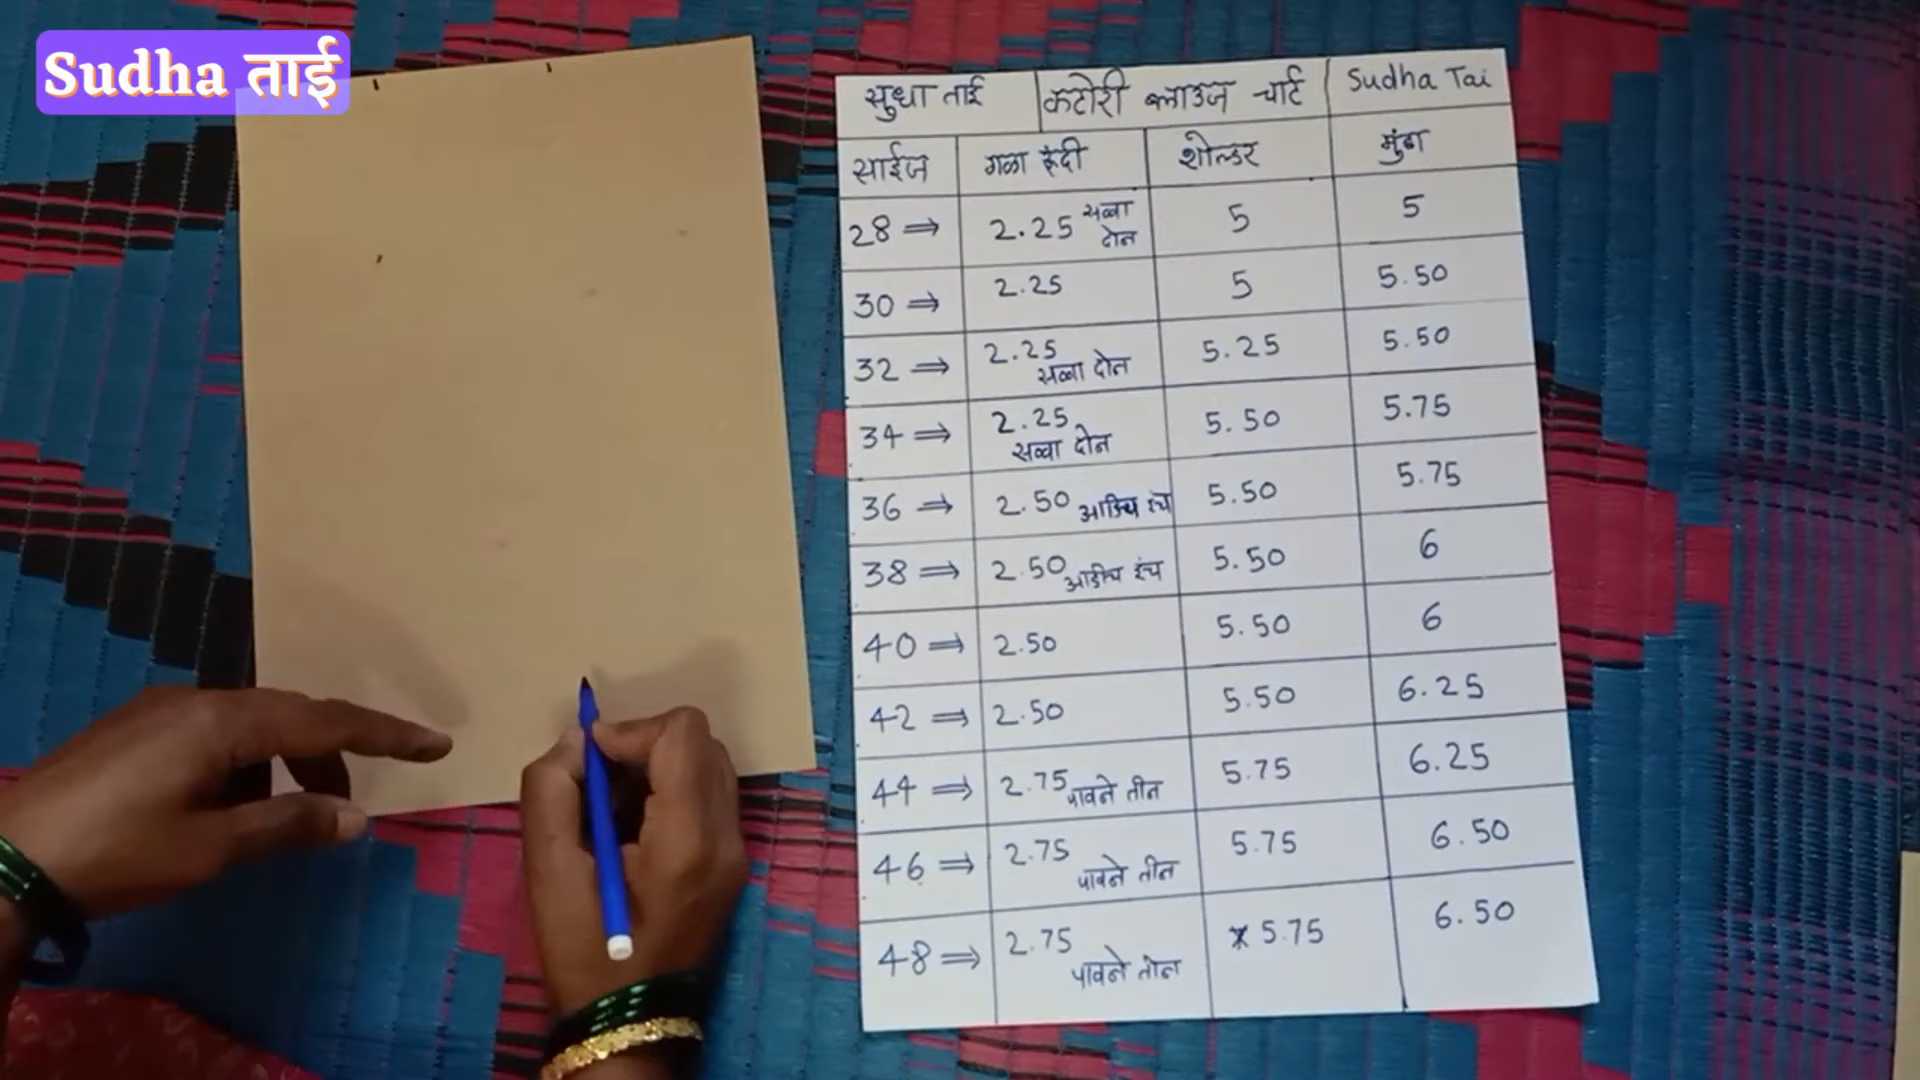 Sudha ताई
सुधा ताई कटोरी ब्लाउज चार्ट Sudha Tai
साईज गळा रूंदी शोल्डर मुंढा
28 ⇒ 2.25 सव्वा दोन 5 5
30 ⇒ 2.25 5 5.50
32 ⇒ 2.25 सव्वा दोन 5.25 5.50
34 ⇒ 2.25 सव्वा दोन 5.50 5.75
36 ⇒ 2.50 आडीच इंच 5.50 5.75
38 ⇒ 2.50 आडीच इंच 5.50 6
40 ⇒ 2.50 5.50 6
42 ⇒ 2.50 5.50 6.25
44 ⇒ 2.75 पावने तीन 5.75 6.25
46 ⇒ 2.75 पावने तीन 5.75 6.50
48 ⇒ 2.75 पावने तीन 5.75 6.50